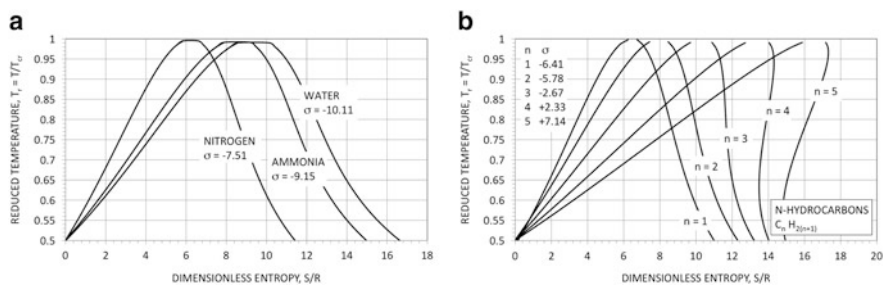 a
REDUCED TEMPERATURE, Tr = T/Tcr
1
0.95
0.9
0.85
0.8
0.75
0.7
0.65
0.6
0.55
0.5
0 2 4 6 8 10 12 14 16 18
DIMENSIONLESS ENTROPY, S/R
WATER
σ = -10.11
NITROGEN
σ = -7.51
AMMONIA
σ = -9.15
b
REDUCED TEMPERATURE, Tr = T/Tcr
1
0.95
0.9
0.85
0.8
0.75
0.7
0.65
0.6
0.55
0.5
0 2 4 6 8 10 12 14 16 18 20
DIMENSIONLESS ENTROPY, S/R
n σ
1 -6.41
2 -5.78
3 -2.67
4 +2.33
5 +7.14
n = 5
n = 4
n = 3
n = 2
n = 1
N-HYDROCARBONS
Cn H2(n+1)